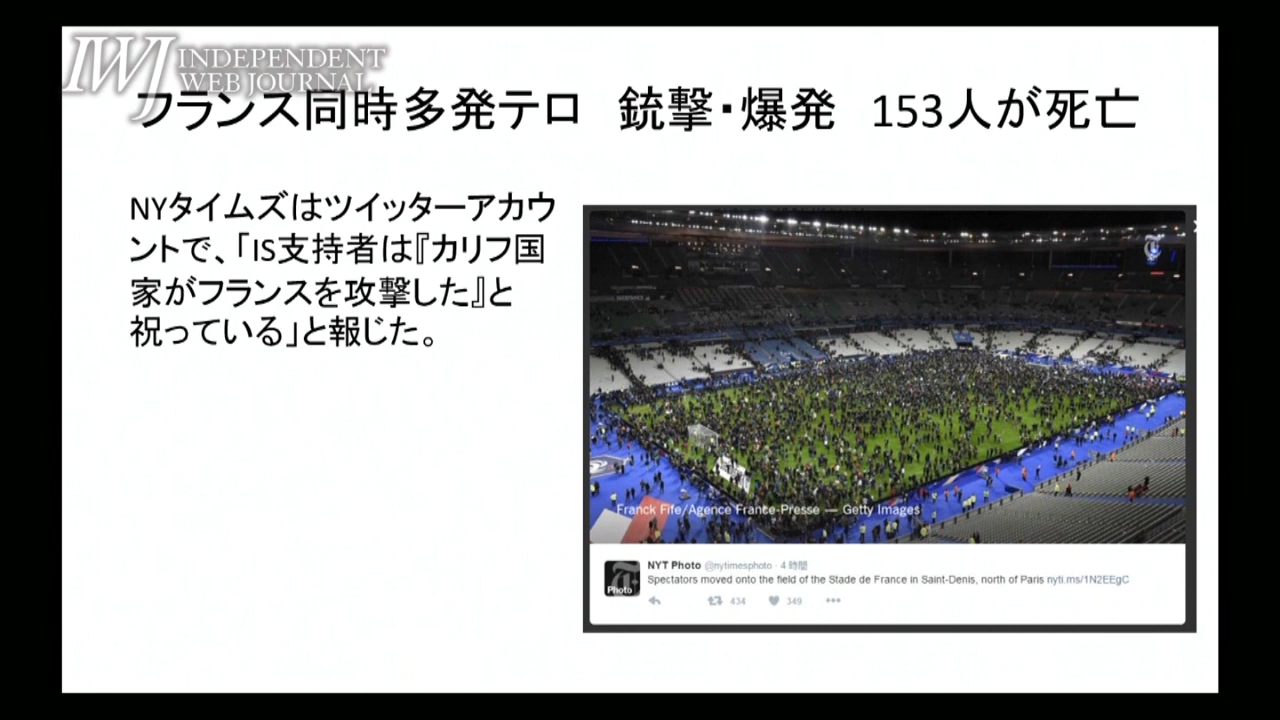 IWJ INDEPENDENT
WEB JOURNAL
フランス同時多発テロ　銃撃・爆発　153人が死亡
NYタイムズはツイッターアカウ
ントで、「IS支持者は『カリフ国
家がフランスを攻撃した』と
祝っている」と報じた。
Franck Fife/Agence France-Presse — Getty Images
NYT Photo @nytimesphoto · 4 時間
Spectators moved onto the field of the Stade de France in Saint-Denis, north of Paris nyti.ms/1N2EEgC
Photo
434 349